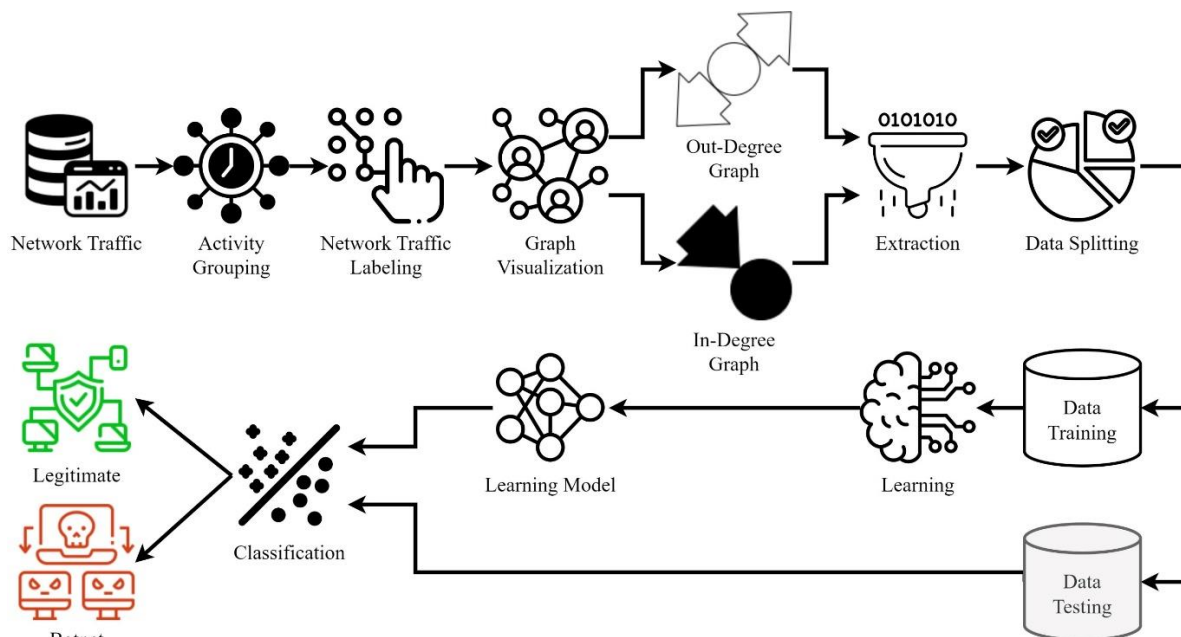 0101010
Out-Degree
Graph
Network Traffic
Activity
Grouping
Network Traffic
Labeling
Graph
Visualization
Extraction
Data Splitting
In-Degree
Graph
Legitimate
Classification
Learning Model
Learning
Data
Training
Data
Testing